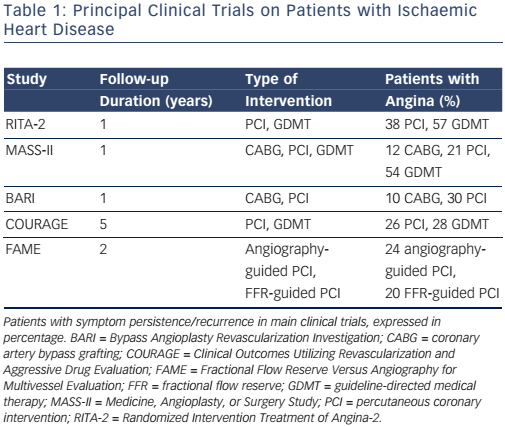 Table 1: Principal Clinical Trials on Patients with Ischaemic
Heart Disease
Study Follow-up Type of Patients with
Duration (years) Intervention Angina (%)
RITA-2 1 PCI, GDMT 38 PCI, 57 GDMT
MASS-II 1 CABG, PCI, GDMT 12 CABG, 21 PCI,
54 GDMT
BARI 1 CABG, PCI 10 CABG, 30 PCI
COURAGE 5 PCI, GDMT 26 PCI, 28 GDMT
FAME 2 Angiography- 24 angiography-
guided PCI, guided PCI,
FFR-guided PCI 20 FFR-guided PCI
Patients with symptom persistence/recurrence in main clinical trials, expressed in
percentage. BARI = Bypass Angioplasty Revascularization Investigation; CABG = coronary
artery bypass grafting; COURAGE = Clinical Outcomes Utilizing Revascularization and
Aggressive Drug Evaluation; FAME = Fractional Flow Reserve Versus Angiography for
Multivessel Evaluation; FFR = fractional flow reserve; GDMT = guideline-directed medical
therapy; MASS-II = Medicine, Angioplasty, or Surgery Study; PCI = percutaneous coronary
intervention; RITA-2 = Randomized Intervention Treatment of Angina-2.